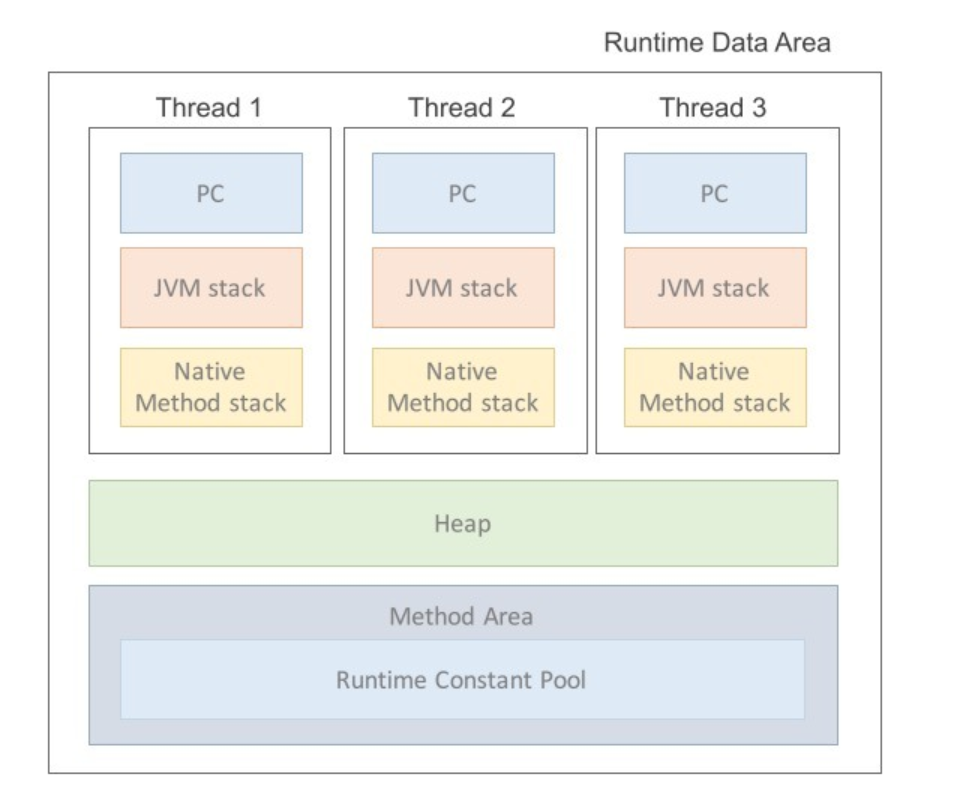 Runtime Data Area
Thread 1
PC
JVM stack
Native
Method stack
Thread 2
PC
JVM stack
Native
Method stack
Thread 3
PC
JVM stack
Native
Method stack
Heap
Method Area
Runtime Constant Pool